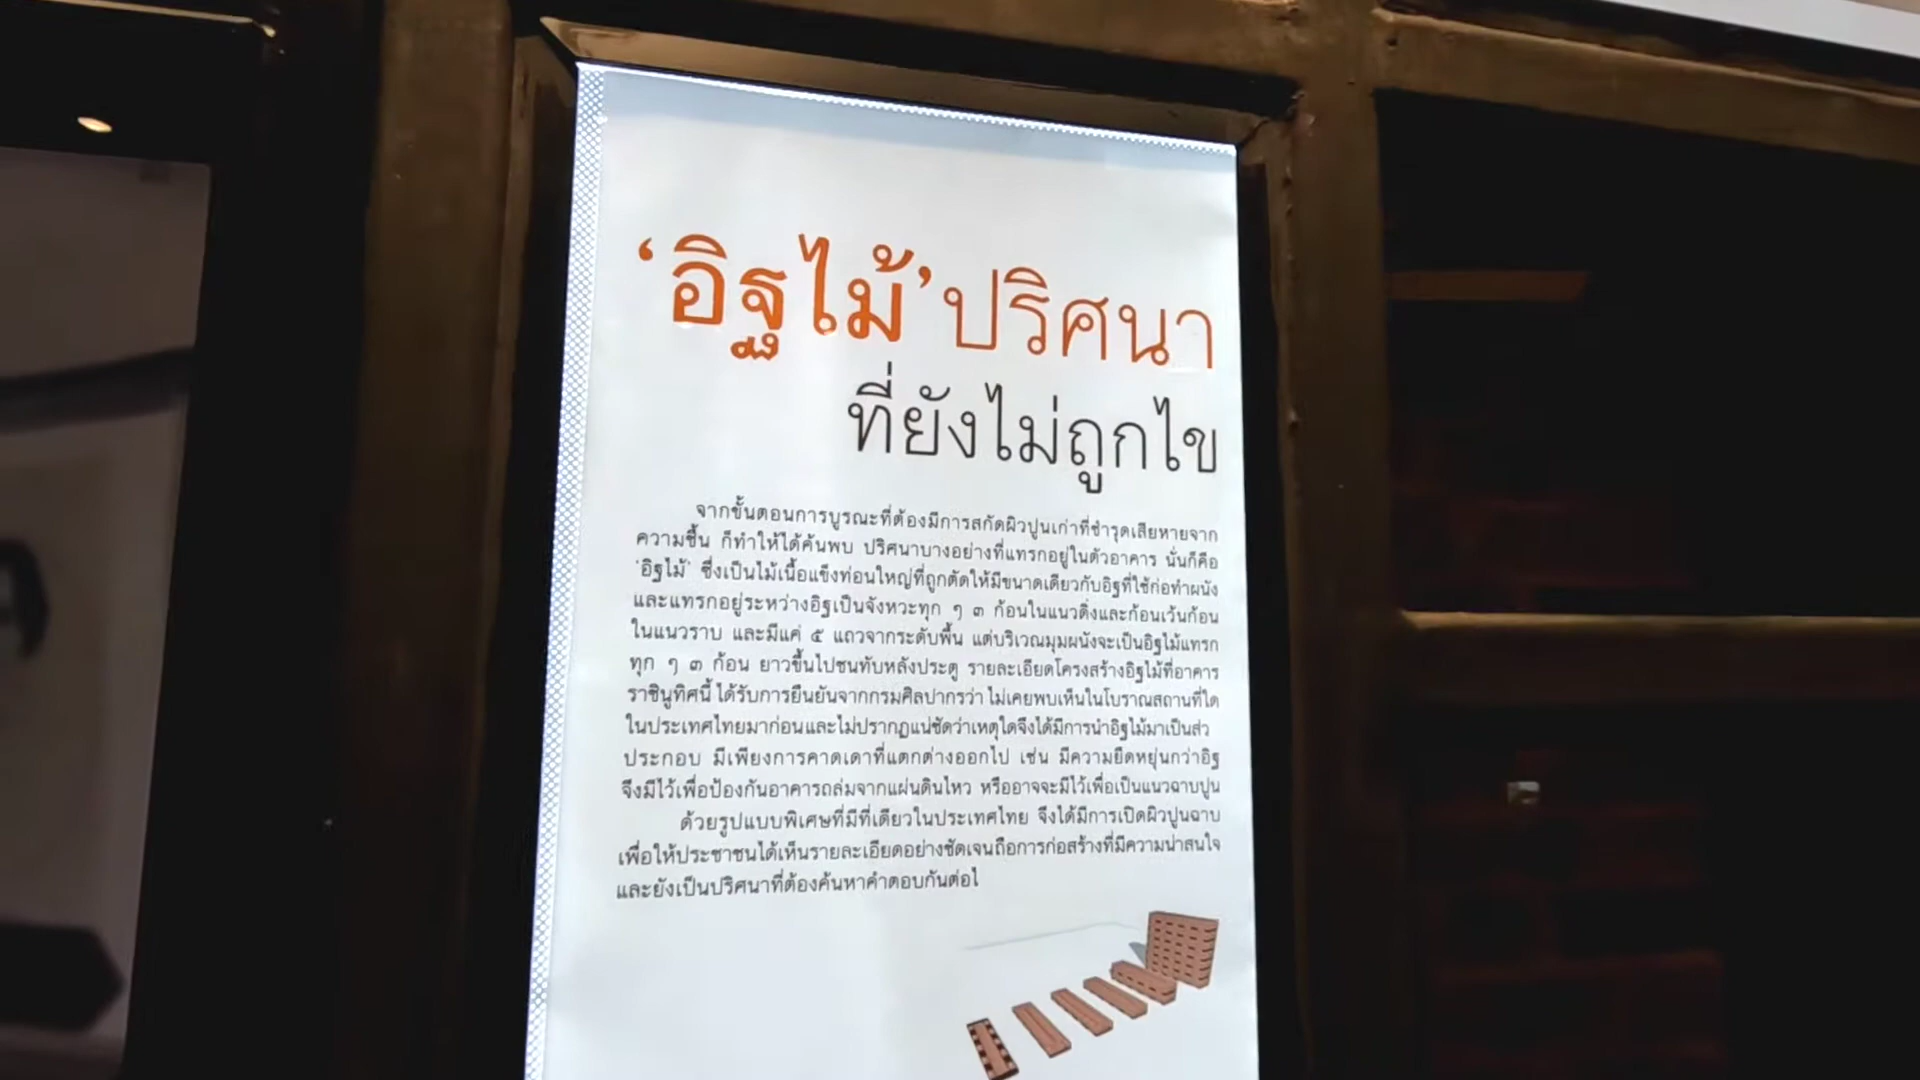 ‘อิฐไม้’ ปริศนา
ที่ยังไม่ถูกไข
จากขั้นตอนการบูรณะที่ต้องมีการสกัดผิวปูนเก่าที่ชำรุดเสียหายจาก
ความชื้น ก็ทำให้ได้ค้นพบ ปริศนาบางอย่างที่แทรกอยู่ในตัวอาคาร นั่นก็คือ
‘อิฐไม้’ ซึ่งเป็นไม้เนื้อแข็งท่อนใหญ่ที่ถูกตัดให้มีขนาดเดียวกับอิฐที่ใช้ก่อทำผนัง
และแทรกอยู่ระหว่างอิฐเป็นจังหวะทุก ๆ ๓ ก้อนในแนวดิ่งและก้อนเว้นก้อน
ในแนวราบ และมีแค่ ๕ แถวจากระดับพื้น แต่บริเวณมุมผนังจะเป็นอิฐไม้แทรก
ทุก ๆ ๓ ก้อน ยาวขึ้นไปชนทับหลังประตู รายละเอียดโครงสร้างอิฐไม้ที่อาคาร
ราชินูทิศนี้ ได้รับการยืนยันจากกรมศิลปากรว่า ไม่เคยพบเห็นในโบราณสถานที่ใด
ในประเทศไทยมาก่อนและไม่ปรากฏแน่ชัดว่าเหตุใดจึงได้มีการนำอิฐไม้มาเป็นส่ว
ประกอบ มีเพียงการคาดเดาที่แตกต่างออกไป เช่น มีความยืดหยุ่นกว่าอิฐ
จึงมีไว้เพื่อป้องกันอาคารถล่มจากแผ่นดินไหว หรืออาจจะมีไว้เพื่อเป็นแนวฉาบปูน
ด้วยรูปแบบพิเศษที่มีที่เดียวในประเทศไทย จึงได้มีการเปิดผิวปูนฉาบ
เพื่อให้ประชาชนได้เห็นรายละเอียดอย่างชัดเจนถือการก่อสร้างที่มีความน่าสนใจ
และยังเป็นปริศนาที่ต้องค้นหาคำตอบกันต่อไ